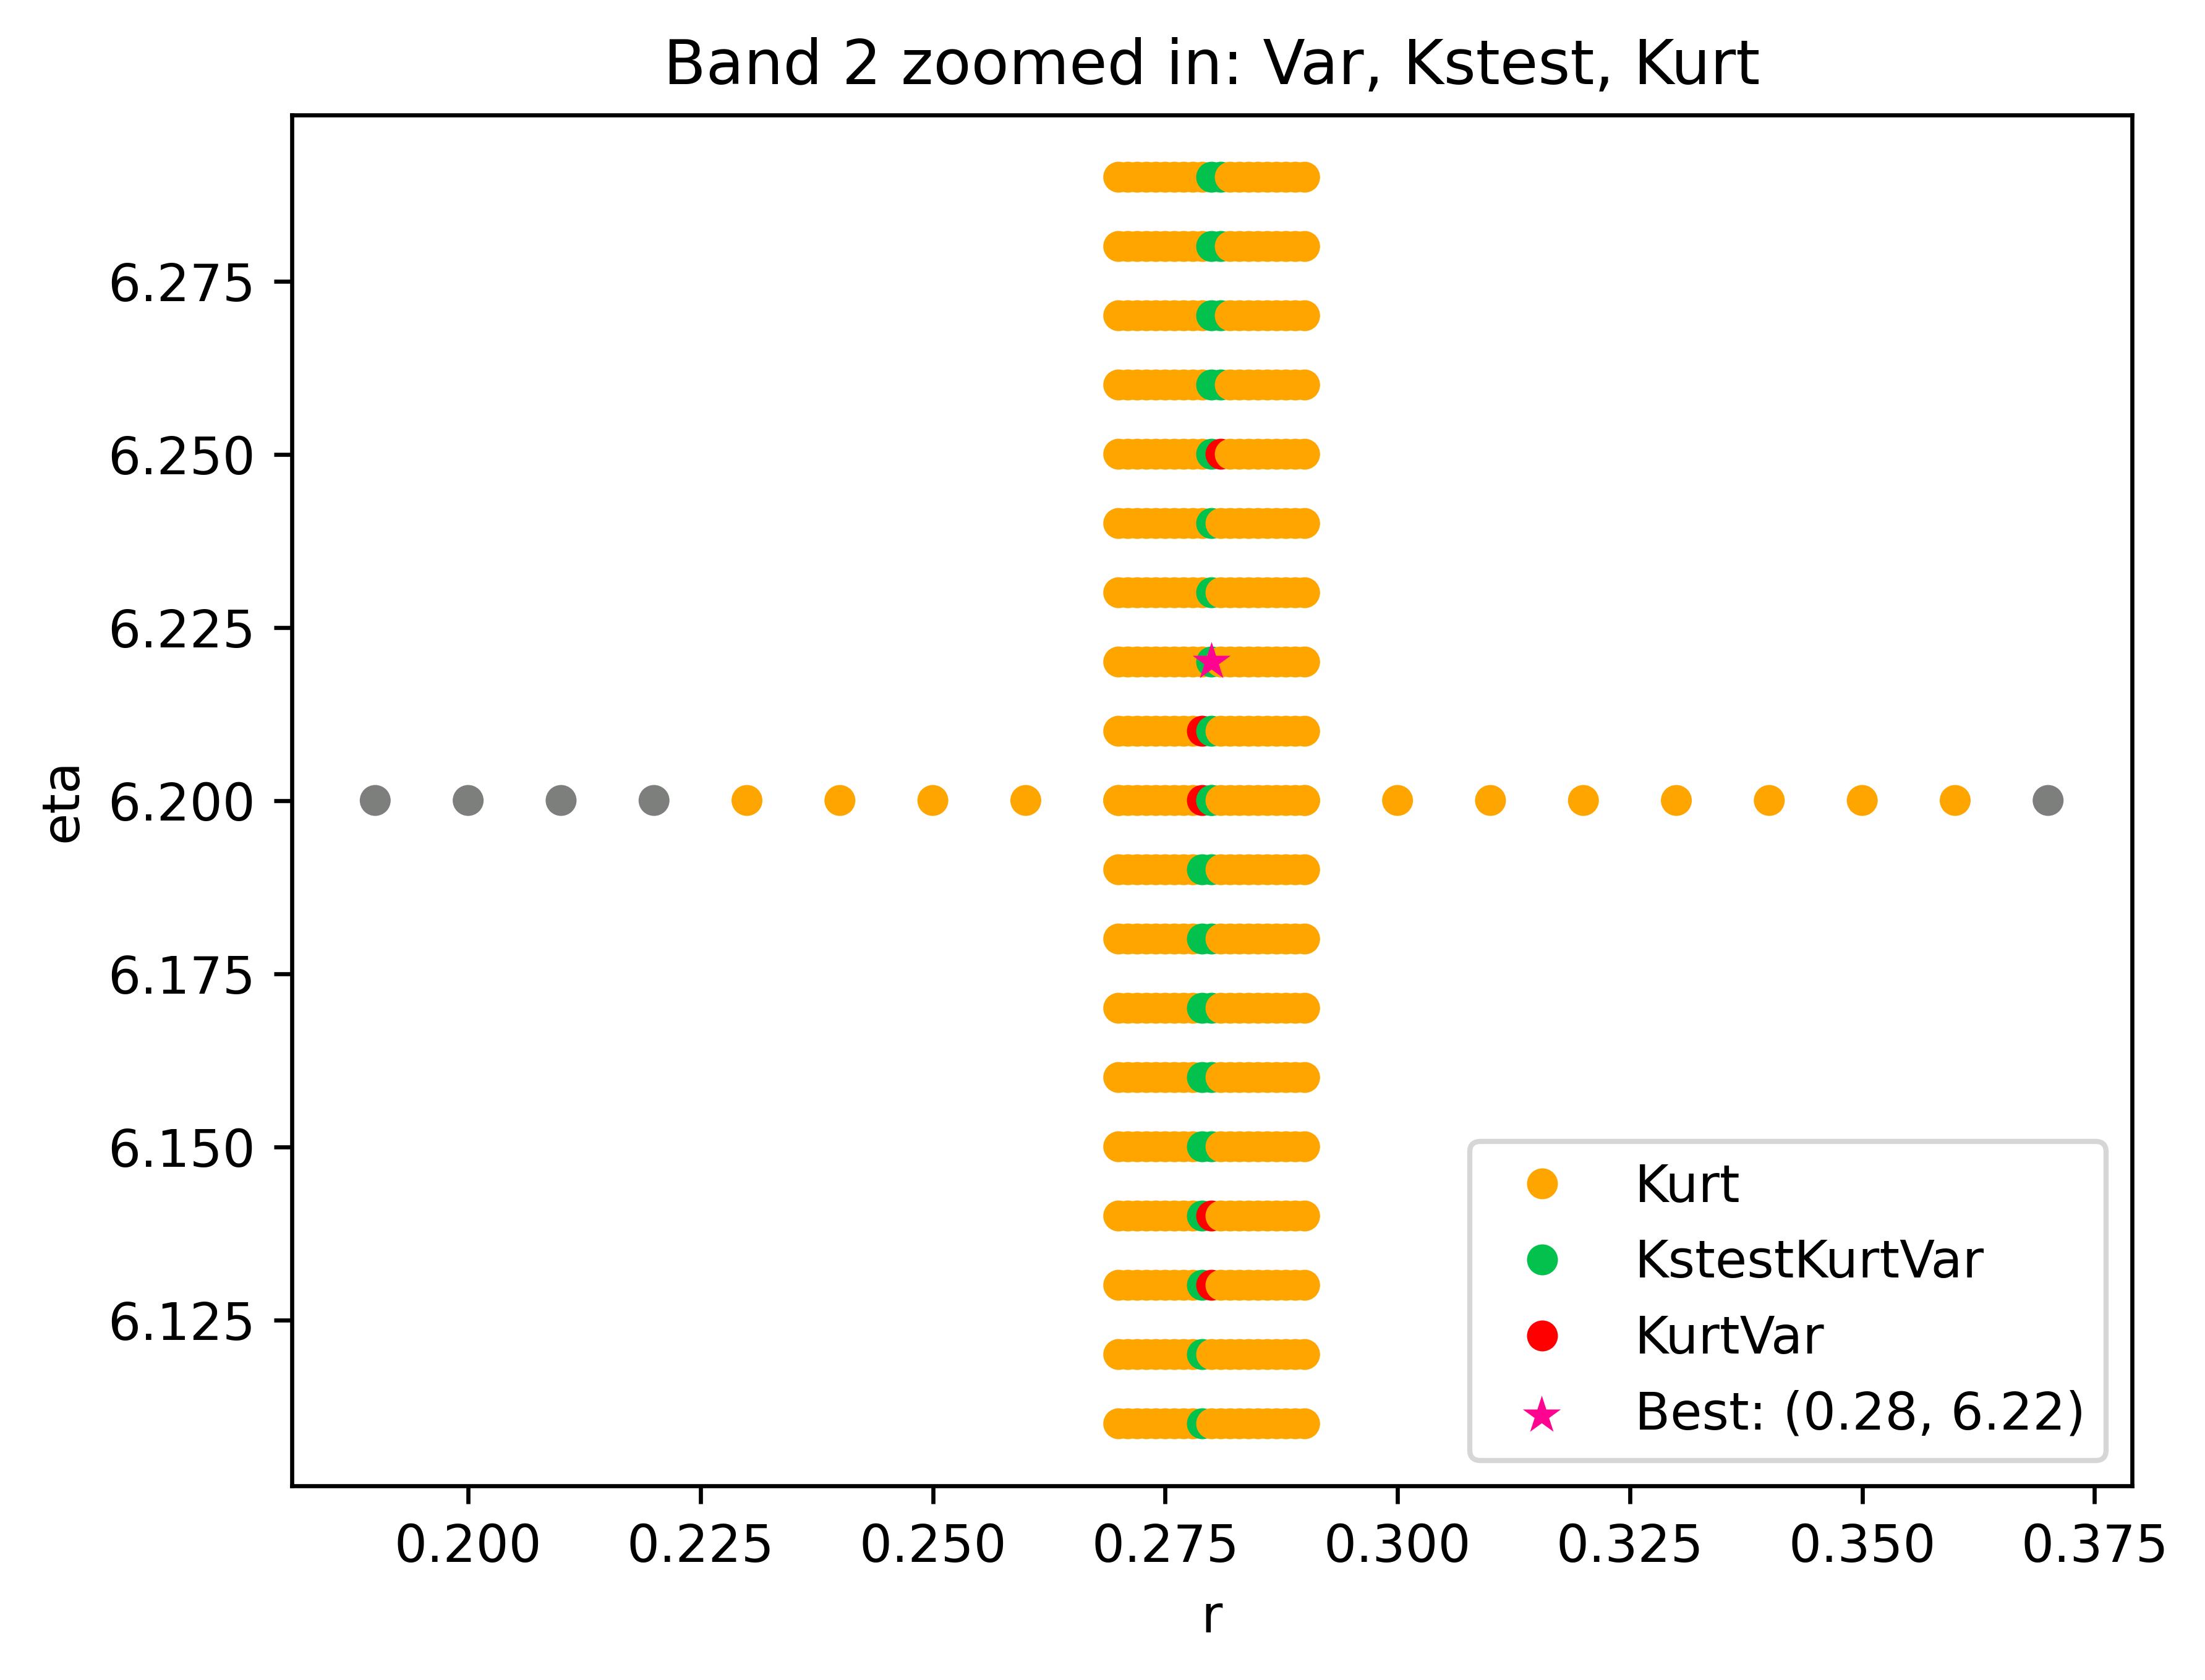 Band 2 zoomed in: Var, Kstest, Kurt
eta
6.275
6.250
6.225
6.200
6.175
6.150
6.125
Kurt
KstestKurtVar
KurtVar
Best: (0.28, 6.22)
0.200 0.225 0.250 0.275 0.300 0.325 0.350 0.375
r